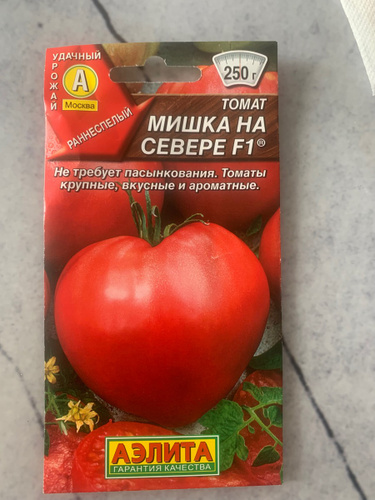 УДАЧНЫЙ
УРОЖАЙ
А
Москва
РАННЕСПЕЛЫЙ
250 г
ТОМАТ
МИШКА НА
СЕВЕРЕ F1®
Не требует пасынкования. Томаты
крупные, вкусные и ароматные.
АЭЛИТА
ГАРАНТИЯ КАЧЕСТВА